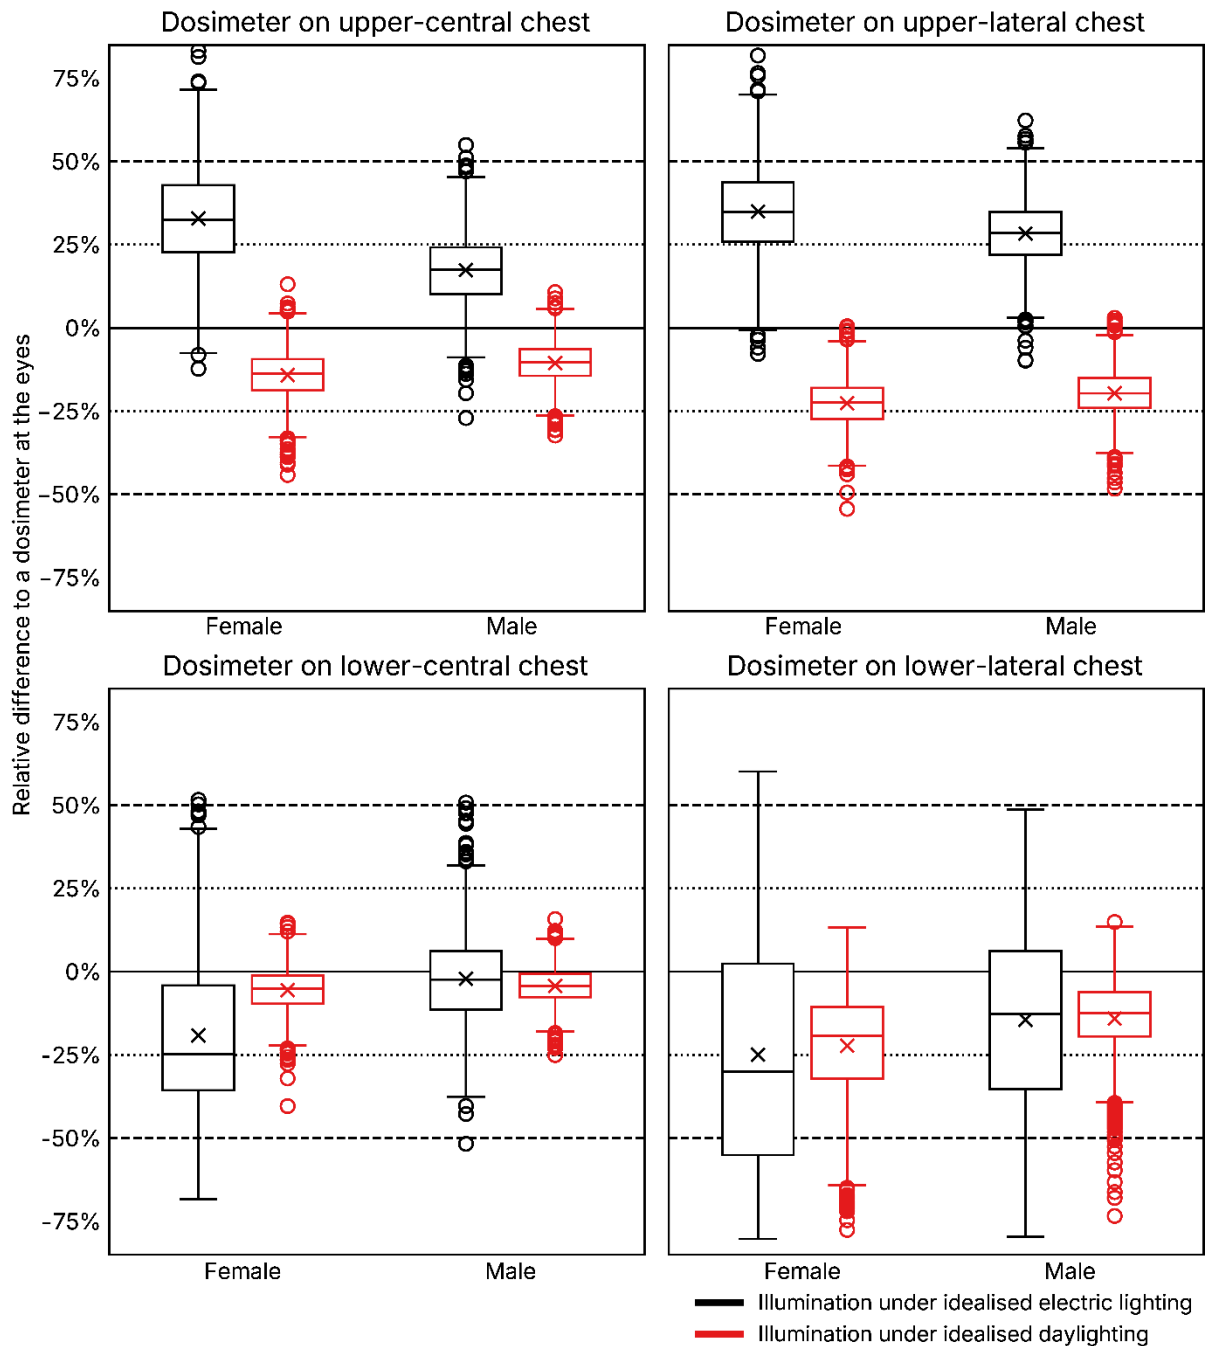 Dosimeter on upper-central chest
Dosimeter on upper-lateral chest
Relative difference to a dosimeter at the eyes
75%
50%
25%
0%
−25%
−50%
−75%
Female
Male
Female
Male
Dosimeter on lower-central chest
Dosimeter on lower-lateral chest
75%
50%
25%
0%
−25%
−50%
−75%
Female
Male
Female
Male
Illumination under idealised electric lighting
Illumination under idealised daylighting